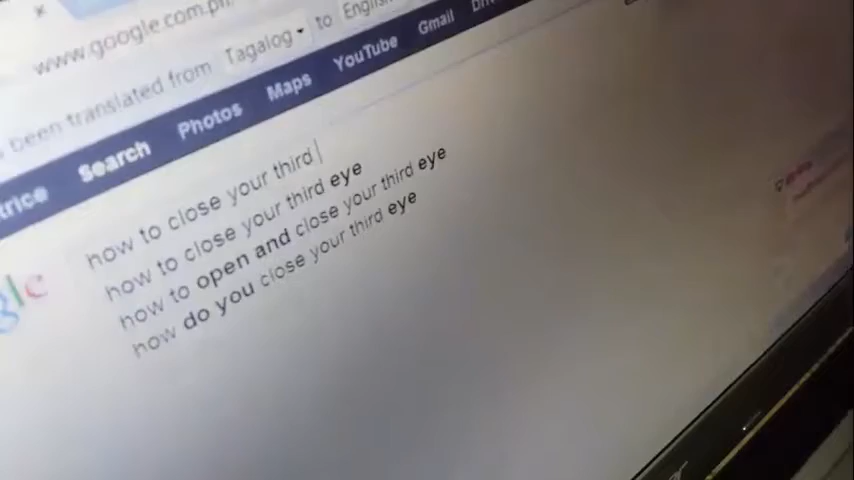 www.google.com.ph
been translated from Tagalog to English
Search Photos Maps YouTube Gmail
how to close your third
how to close your third eye
how to open and close your third eye
how do you close your third eye